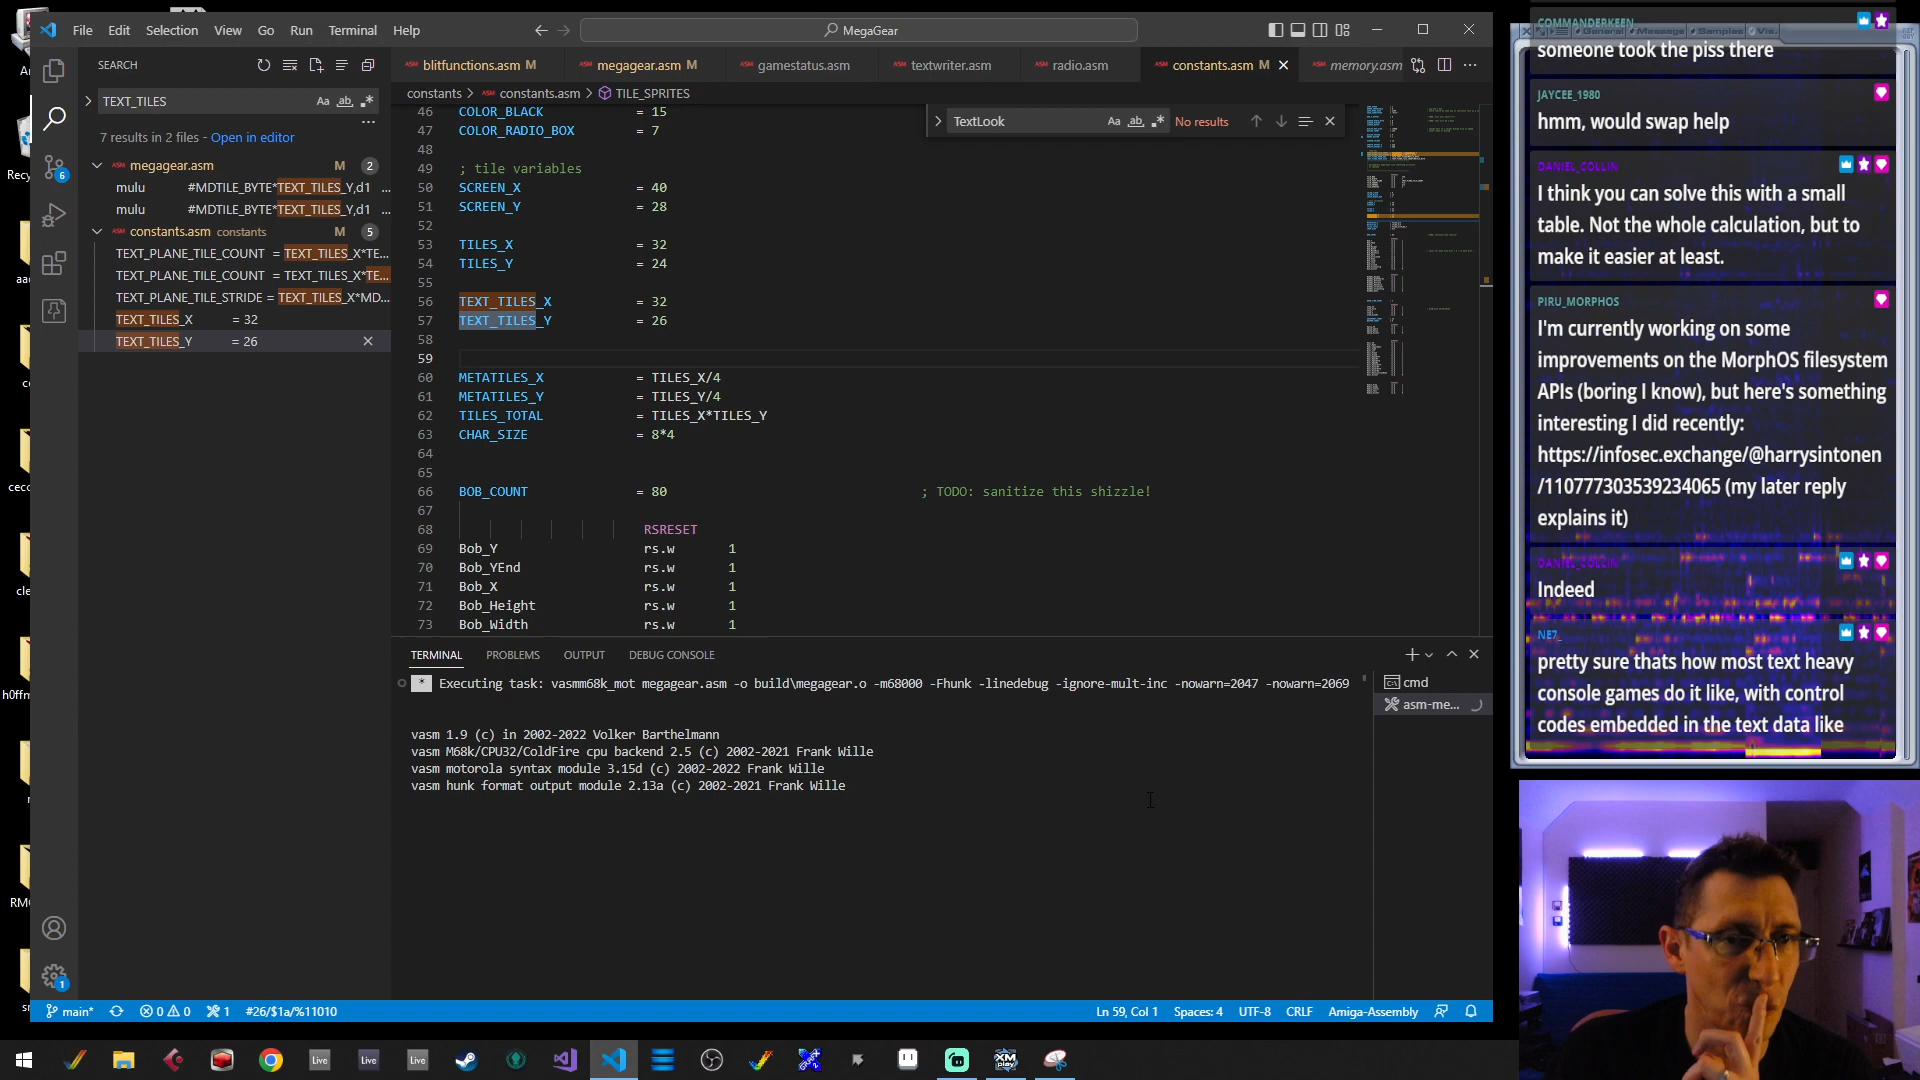 File Edit Selection View Go Run Terminal Help
MegaGear
SEARCH
TEXT_TILES
Aa ab
7 results in 2 files - Open in editor
megagear.asm M 2
mulu #MDTILE_BYTE*TEXT_TILES_Y,d1 ...
mulu #MDTILE_BYTE*TEXT_TILES_Y,d1 ...
constants.asm constants M 5
TEXT_PLANE_TILE_COUNT = TEXT_TILES_X*TE...
TEXT_PLANE_TILE_COUNT = TEXT_TILES_X*TE...
TEXT_PLANE_TILE_STRIDE = TEXT_TILES_X*MD...
TEXT_TILES_X = 32
TEXT_TILES_Y = 26
blitfunctions.asm M
megagear.asm M
gamestatus.asm
textwriter.asm
radio.asm
constants.asm M
memory.asm
constants > constants.asm > TILE_SPRITES
TextLook
Aa ab
No results
46 COLOR_BLACK = 15
47 COLOR_RADIO_BOX = 7
48
49 ; tile variables
50 SCREEN_X = 40
51 SCREEN_Y = 28
52
53 TILES_X = 32
54 TILES_Y = 24
55
56 TEXT_TILES_X = 32
57 TEXT_TILES_Y = 26
58
59
60 METATILES_X = TILES_X/4
61 METATILES_Y = TILES_Y/4
62 TILES_TOTAL = TILES_X*TILES_Y
63 CHAR_SIZE = 8*4
64
65
66 BOB_COUNT = 80 ; TODO: sanitize this shizzle!
67
68 RSRESET
69 Bob_Y rs.w 1
70 Bob_YEnd rs.w 1
71 Bob_X rs.w 1
72 Bob_Height rs.w 1
73 Bob_Width rs.w 1
TERMINAL PROBLEMS OUTPUT DEBUG CONSOLE
* Executing task: vasmm68k_mot megagear.asm -o build\megagear.o -m68000 -Fhunk -linedebug -ignore-mult-inc -nowarn=2047 -nowarn=2069
vasm 1.9 (c) in 2002-2022 Volker Barthelmann
vasm M68k/CPU32/ColdFire cpu backend 2.5 (c) 2002-2021 Frank Wille
vasm motorola syntax module 3.15d (c) 2002-2022 Frank Wille
vasm hunk format output module 2.13a (c) 2002-2021 Frank Wille
cmd
asm-me...
main* 0 0 1 #26/$1a/%11010
Ln 59, Col 1 Spaces: 4 UTF-8 CRLF Amiga-Assembly
6
1
Live Live Live
COMMANDERKEEN_
someone took the piss there
JAYCEE_1980
hmm, would swap help
DANIEL_COLLIN
I think you can solve this with a small
table. Not the whole calculation, but to
make it easier at least.
PIRU_MORPHOS
I'm currently working on some
improvements on the MorphOS filesystem
APIs (boring I know), but here's something
interesting I did recently:
https://infosec.exchange/@harrysintonen
/110777303539234065 (my later reply
explains it)
DANIEL_COLLIN
Indeed
NE7_
pretty sure thats how most text heavy
console games do it like, with control
codes embedded in the text data like